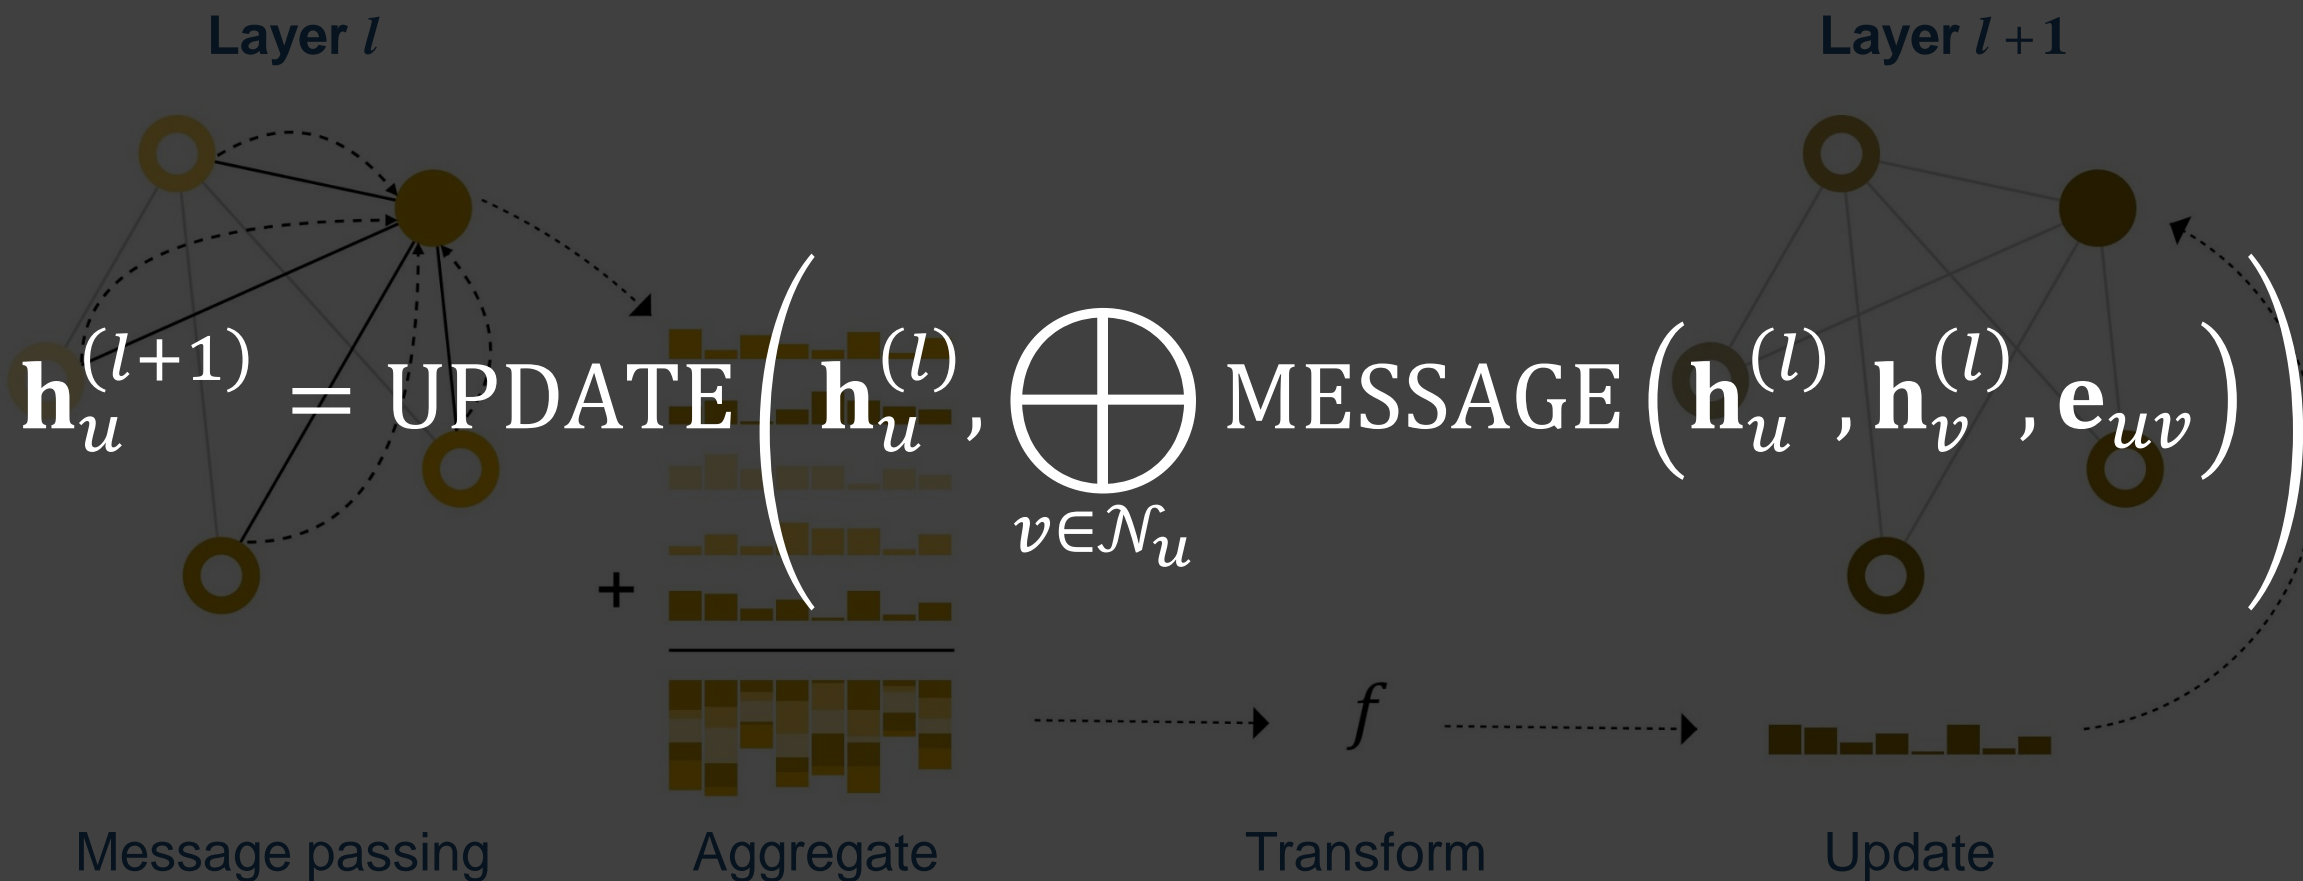 Layer l
Layer l + 1
h_u^(l+1) = UPDATE( h_u^(l), ⨁_{v∈𝒩_u} MESSAGE( h_u^(l), h_v^(l), e_uv ) )
+
f
Message passing
Aggregate
Transform
Update